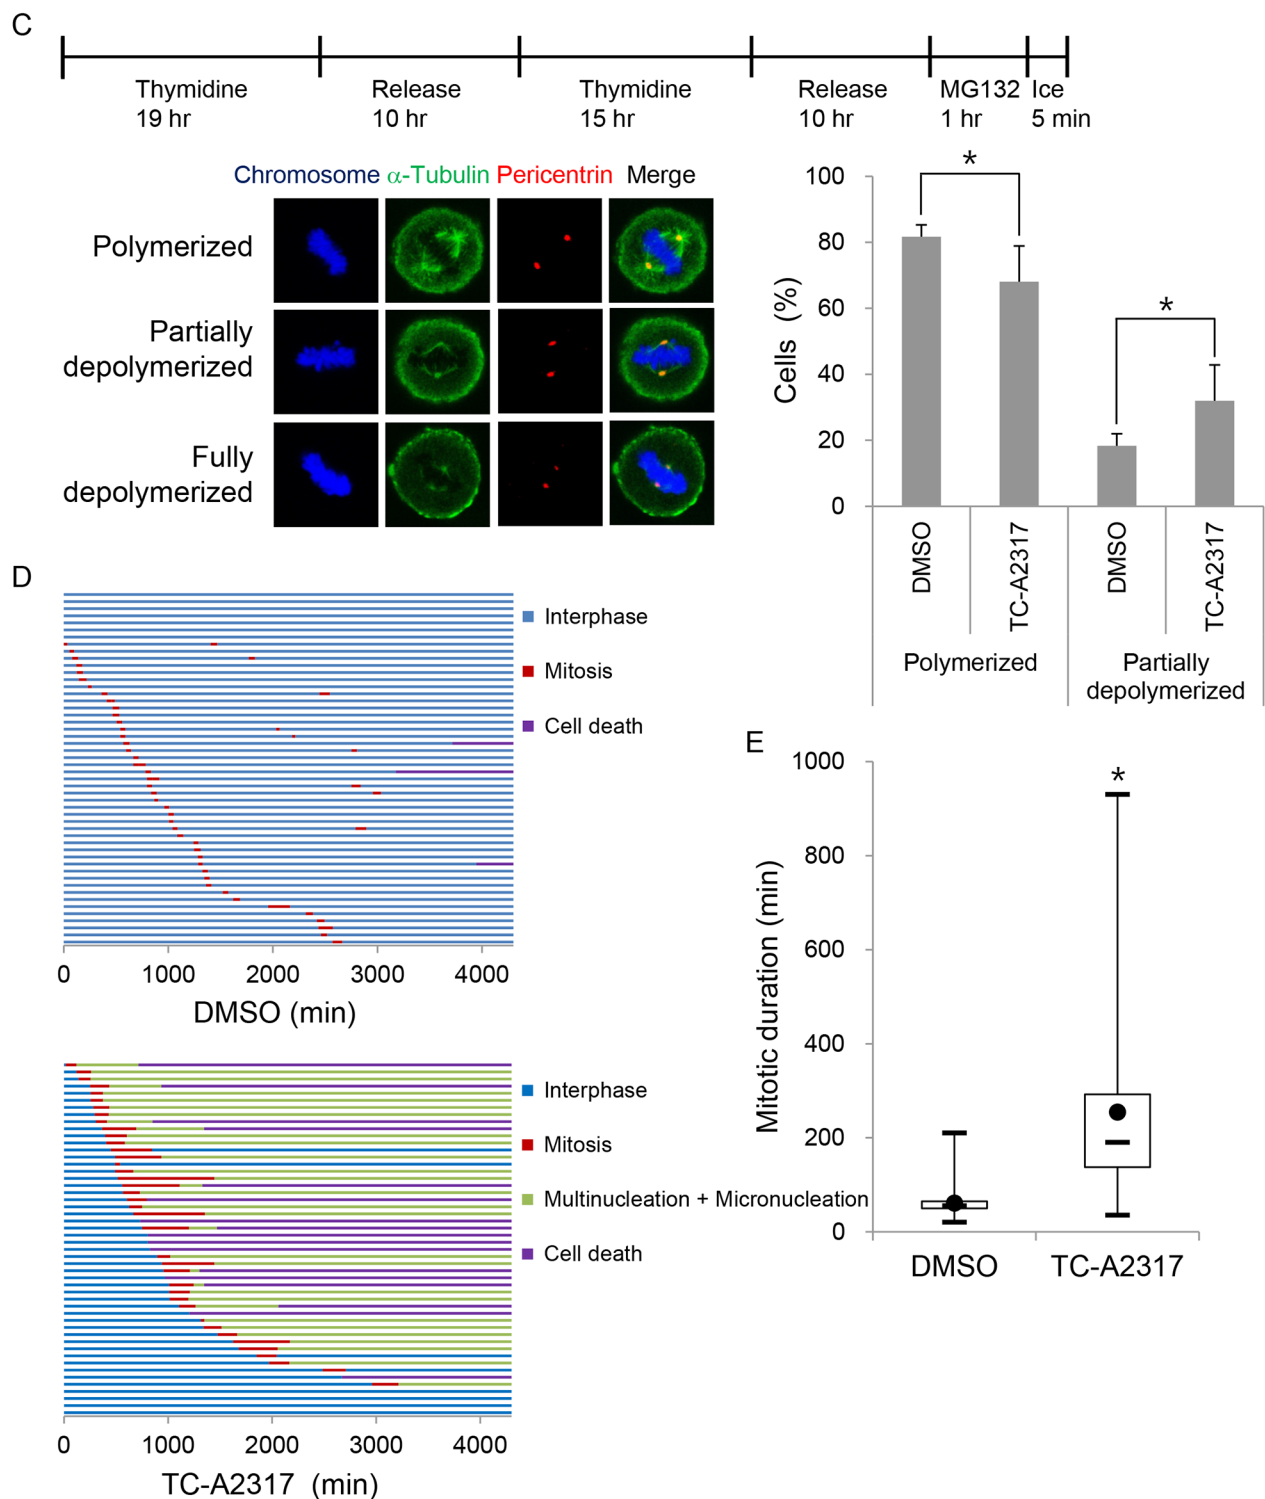 C
Thymidine
19 hr
Release
10 hr
Thymidine
15 hr
Release
10 hr
MG132
1 hr
Ice
5 min
Chromosome α-Tubulin Pericentrin Merge
Polymerized
Partially
depolymerized
Fully
depolymerized
Cells (%)
100
80
60
40
20
0
*
*
DMSO
TC-A2317
DMSO
TC-A2317
Polymerized
Partially
depolymerized
D
Interphase
Mitosis
Cell death
0 1000 2000 3000 4000
DMSO (min)
Interphase
Mitosis
Multinucleation + Micronucleation
Cell death
0 1000 2000 3000 4000
TC-A2317 (min)
E
Mitotic duration (min)
1000
800
600
400
200
0
*
DMSO TC-A2317